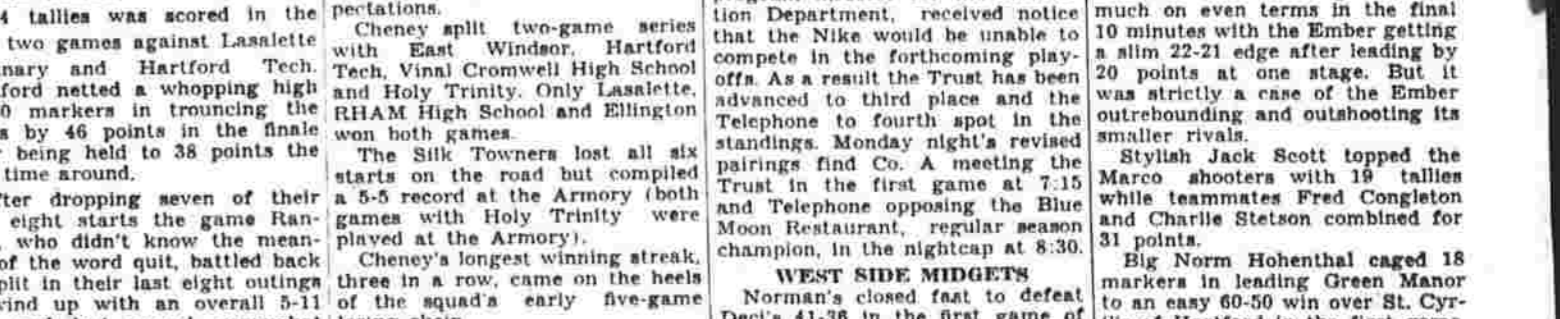 4 tallies was scored in the
two games against Lasalette
nary and Hartford Tech.
ford netted a whopping high
0 markers in trouncing the
s by 46 points in the finale
being held to 38 points the
time around.
ter dropping seven of their
eight starts the game Ran-
who didn't know the mean-
of the word quit, battled back
plit in their last eight outings
ind up with an overall 5-11
pectations.
Cheney split two-game series
with East Windsor, Hartford
Tech, Vinal Cromwell High School
and Holy Trinity. Only Lasalette,
RHAM High School and Ellington
won both games.
The Silk Towners lost all six
starts on the road but compiled
a 5-5 record at the Armory (both
games with Holy Trinity were
played at the Armory).
Cheney's longest winning streak,
three in a row, came on the heels
of the squad's early five-game
tion Department, received notice
that the Nike would be unable to
compete in the forthcoming play-
offs. As a result the Trust has been
advanced to third place and the
Telephone to fourth spot in the
standings. Monday night's revised
pairings find Co. A meeting the
Trust in the first game at 7:15
and Telephone opposing the Blue
Moon Restaurant, regular season
champion, in the nightcap at 8:30.
WEST SIDE MIDGETS
Norman's closed fast to defeat
Deci's 41-36 in the first game of
much on even terms in the final
10 minutes with the Ember getting
a slim 22-21 edge after leading by
20 points at one stage. But it
was strictly a case of the Ember
outrebounding and outshooting its
smaller rivals.
Stylish Jack Scott topped the
Marco shooters with 19 tallies
while teammates Fred Congleton
and Charlie Stetson combined for
31 points.
Big Norm Hohenthal caged 18
markers in leading Green Manor
to an easy 60-50 win over St. Cyr-